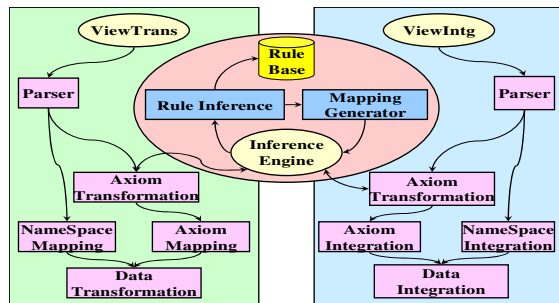 ViewTrans
ViewIntg
Rule
Base
Parser
Rule Inference
Mapping
Generator
Parser
Inference
Engine
Axiom
Transformation
Axiom
Transformation
NameSpace
Mapping
Axiom
Mapping
Axiom
Integration
NameSpace
Integration
Data
Transformation
Data
Integration